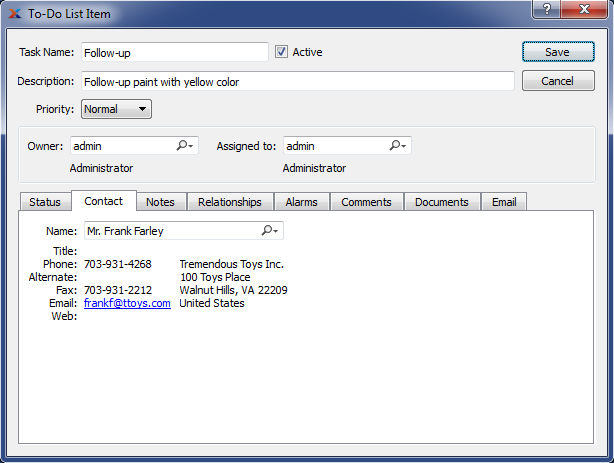 To-Do List Item
Task Name: Follow-up Active Save
Description: Follow-up paint with yellow color Cancel
Priority: Normal
Owner: admin Assigned to: admin
Administrator Administrator
Status Contact Notes Relationships Alarms Comments Documents Email
Name: Mr. Frank Farley
Title:
Phone: 703-931-4268 Tremendous Toys Inc.
Alternate: 100 Toys Place
Fax: 703-931-2212 Walnut Hills, VA 22209
Email: frankf@ttoys.com United States
Web: